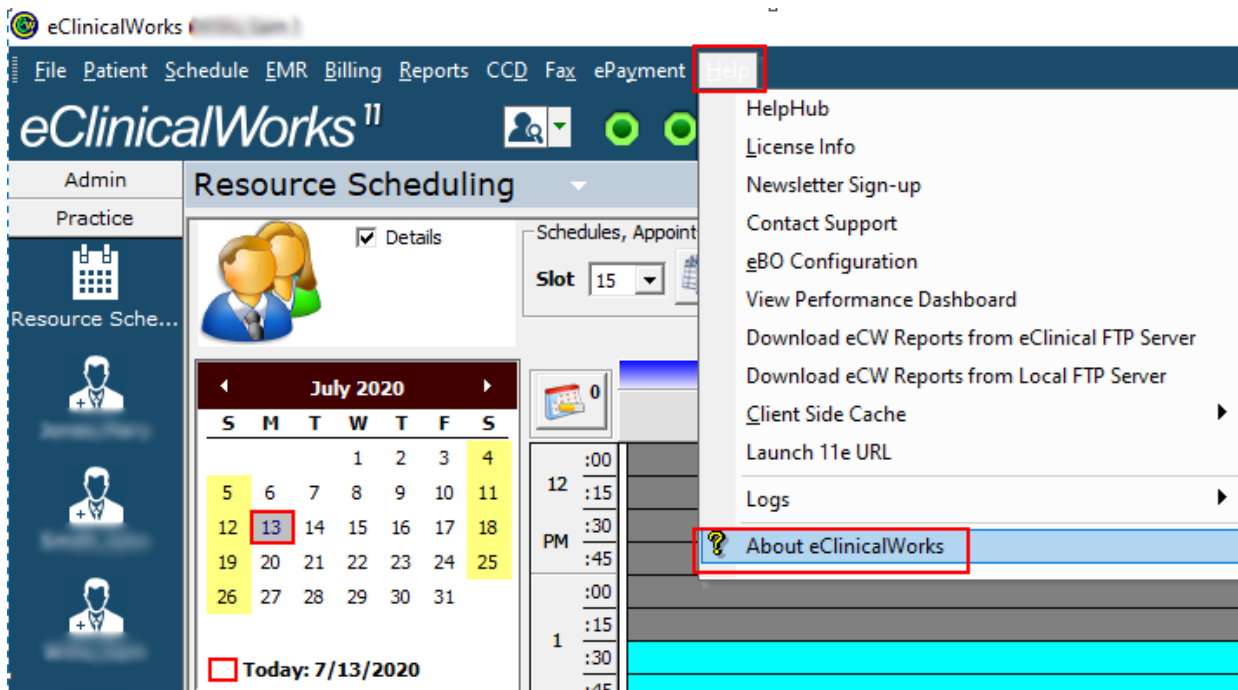 eClinicalWorks
File Patient Schedule EMR Billing Reports CCD Fax ePayment Help
eClinicalWorks 11
Admin
Practice
Resource Sche...
Resource Scheduling
Details
Schedules, Appoint
Slot 15
July 2020
S M T W T F S
1 2 3 4
5 6 7 8 9 10 11
12 13 14 15 16 17 18
19 20 21 22 23 24 25
26 27 28 29 30 31
Today: 7/13/2020
0
:00
12 :15
PM :30
:45
:00
1 :15
:30
:45
HelpHub
License Info
Newsletter Sign-up
Contact Support
eBO Configuration
View Performance Dashboard
Download eCW Reports from eClinical FTP Server
Download eCW Reports from Local FTP Server
Client Side Cache
Launch 11e URL
Logs
About eClinicalWorks